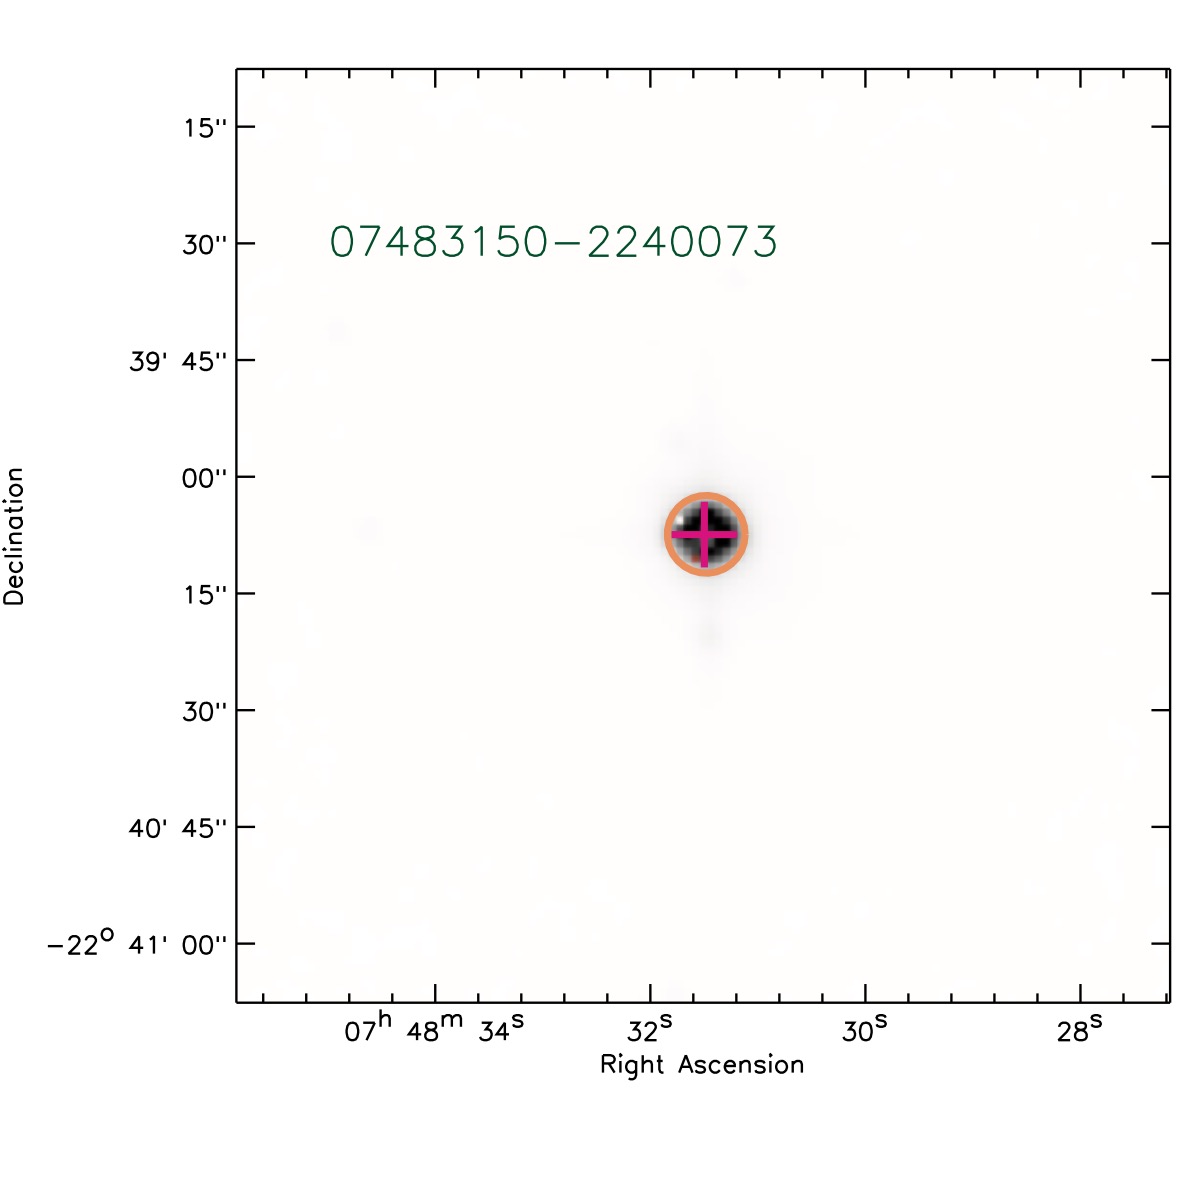 15''
07483150-2240073
30''
39' 45''
00''
15''
30''
40' 45''
-22° 41' 00''
Declination
07h 48m 34s 32s 30s 28s
Right Ascension